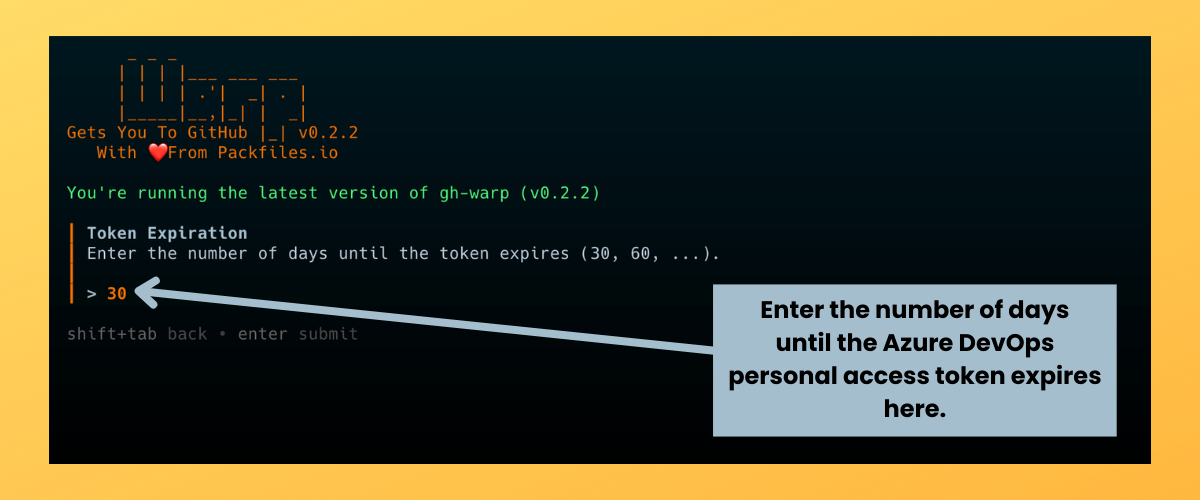 Warp
Gets You To GitHub |_| v0.2.2
With ❤️From Packfiles.io
You're running the latest version of gh-warp (v0.2.2)
Token Expiration
Enter the number of days until the token expires (30, 60, ...).
> 30
shift+tab back • enter submit
Enter the number of days
until the Azure DevOps
personal access token expires
here.